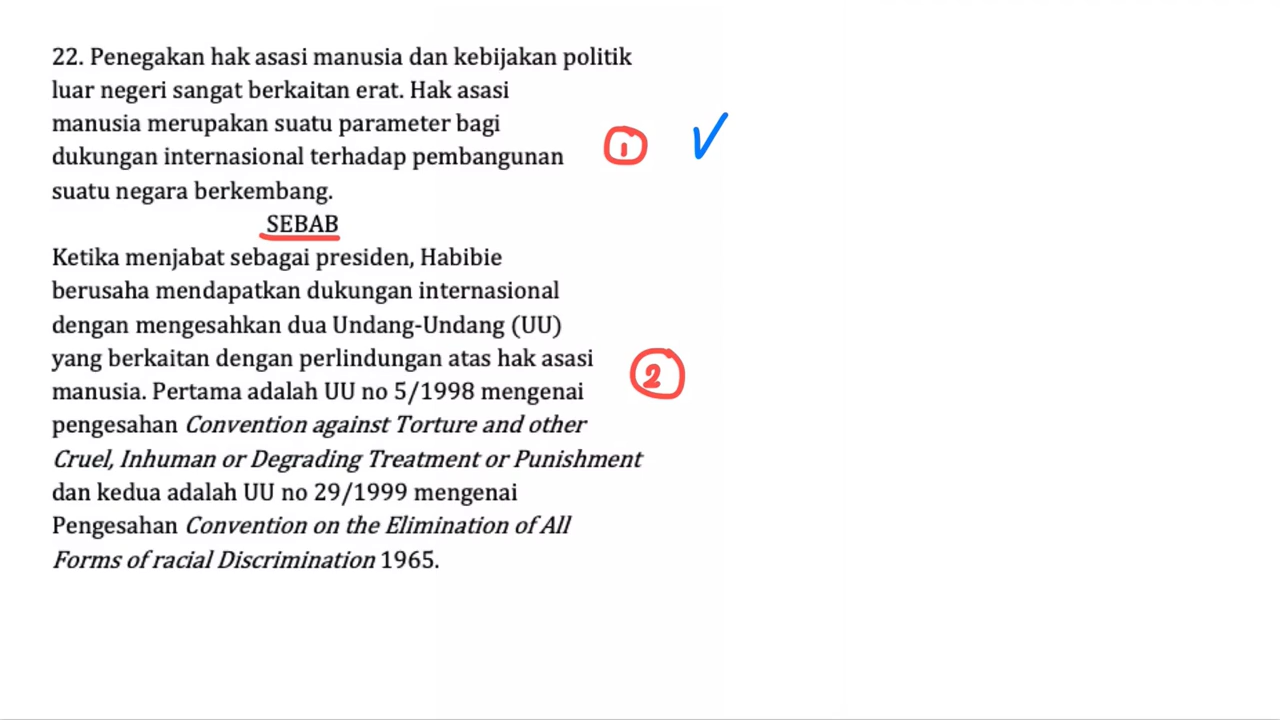 22. Penegakan hak asasi manusia dan kebijakan politik
luar negeri sangat berkaitan erat. Hak asasi
manusia merupakan suatu parameter bagi
dukungan internasional terhadap pembangunan
suatu negara berkembang.
1
SEBAB
Ketika menjabat sebagai presiden, Habibie
berusaha mendapatkan dukungan internasional
dengan mengesahkan dua Undang-Undang (UU)
yang berkaitan dengan perlindungan atas hak asasi
manusia. Pertama adalah UU no 5/1998 mengenai
2
pengesahan Convention against Torture and other
Cruel, Inhuman or Degrading Treatment or Punishment
dan kedua adalah UU no 29/1999 mengenai
Pengesahan Convention on the Elimination of All
Forms of racial Discrimination 1965.